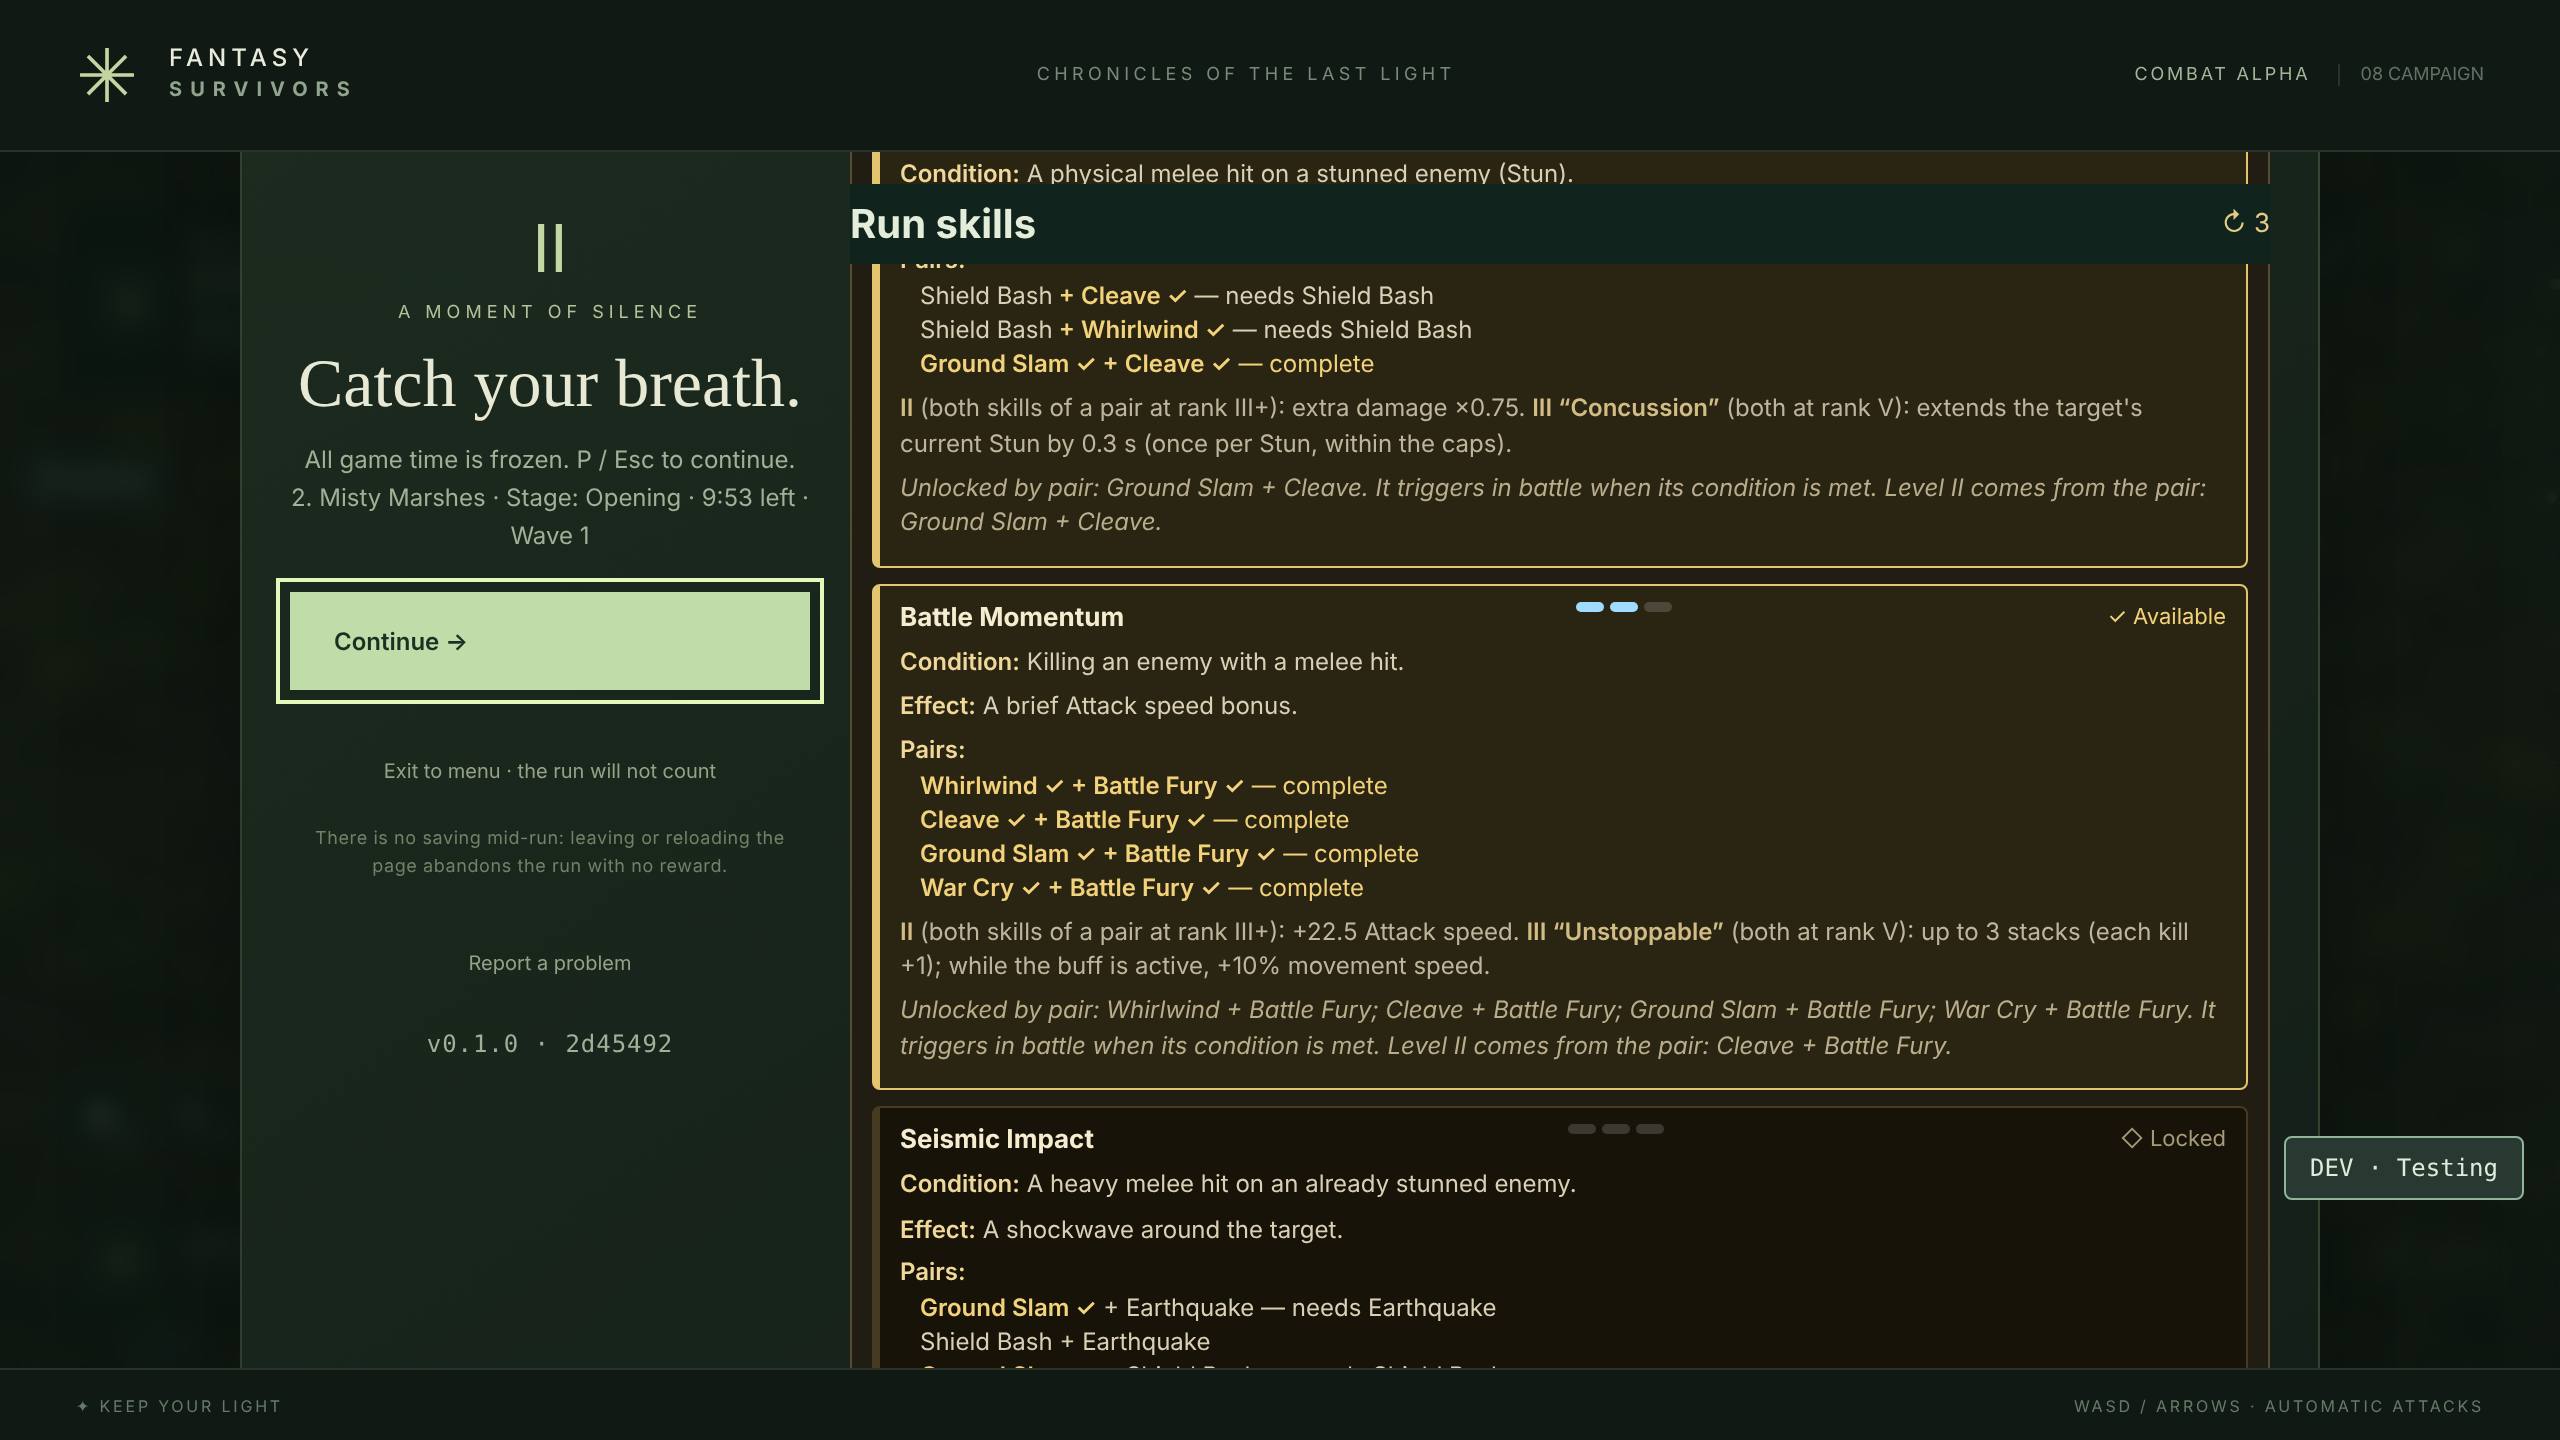 FANTASY
SURVIVORS
CHRONICLES OF THE LAST LIGHT
COMBAT ALPHA
08 CAMPAIGN
A MOMENT OF SILENCE
Catch your breath.
All game time is frozen. P / Esc to continue.
2. Misty Marshes · Stage: Opening · 9:53 left ·
Wave 1
Continue →
Exit to menu · the run will not count
There is no saving mid-run: leaving or reloading the
page abandons the run with no reward.
Report a problem
v0.1.0 · 2d45492
Condition: A physical melee hit on a stunned enemy (Stun).
Run skills
↻ 3
Pairs:
Shield Bash + Cleave ✓ — needs Shield Bash
Shield Bash + Whirlwind ✓ — needs Shield Bash
Ground Slam ✓ + Cleave ✓ — complete
II (both skills of a pair at rank III+): extra damage ×0.75. III “Concussion” (both at rank V): extends the target's
current Stun by 0.3 s (once per Stun, within the caps).
Unlocked by pair: Ground Slam + Cleave. It triggers in battle when its condition is met. Level II comes from the pair:
Ground Slam + Cleave.
Battle Momentum
✓ Available
Condition: Killing an enemy with a melee hit.
Effect: A brief Attack speed bonus.
Pairs:
Whirlwind ✓ + Battle Fury ✓ — complete
Cleave ✓ + Battle Fury ✓ — complete
Ground Slam ✓ + Battle Fury ✓ — complete
War Cry ✓ + Battle Fury ✓ — complete
II (both skills of a pair at rank III+): +22.5 Attack speed. III “Unstoppable” (both at rank V): up to 3 stacks (each kill
+1); while the buff is active, +10% movement speed.
Unlocked by pair: Whirlwind + Battle Fury; Cleave + Battle Fury; Ground Slam + Battle Fury; War Cry + Battle Fury. It
triggers in battle when its condition is met. Level II comes from the pair: Cleave + Battle Fury.
Seismic Impact
◇ Locked
Condition: A heavy melee hit on an already stunned enemy.
Effect: A shockwave around the target.
Pairs:
Ground Slam ✓ + Earthquake — needs Earthquake
Shield Bash + Earthquake
DEV · Testing
✦ KEEP YOUR LIGHT
WASD / ARROWS · AUTOMATIC ATTACKS